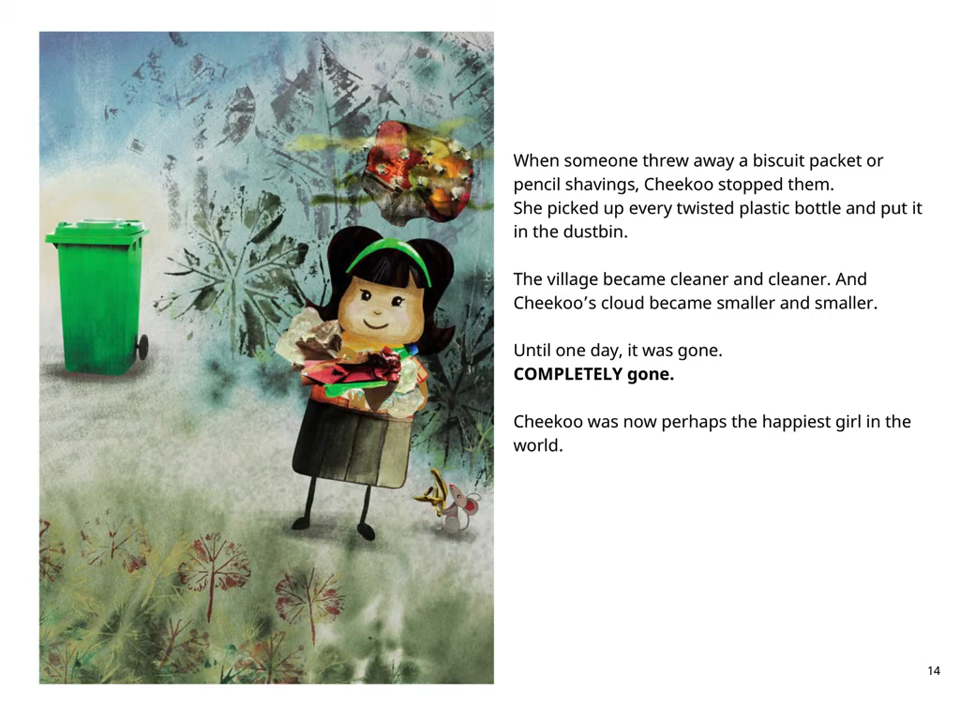 When someone threw away a biscuit packet or
pencil shavings, Cheekoo stopped them.
She picked up every twisted plastic bottle and put it
in the dustbin.
The village became cleaner and cleaner. And
Cheekoo’s cloud became smaller and smaller.
Until one day, it was gone.
COMPLETELY gone.
Cheekoo was now perhaps the happiest girl in the
world.
14